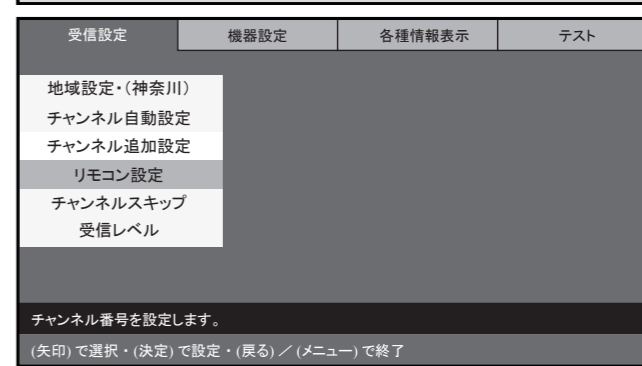 受信設定 機器設定 各種情報表示 テスト
地域設定・(神奈川)
チャンネル自動設定
チャンネル追加設定
リモコン設定
チャンネルスキップ
受信レベル
チャンネル番号を設定します。
(矢印) で選択・(決定) で設定・(戻る) ／ (メニュー) で終了